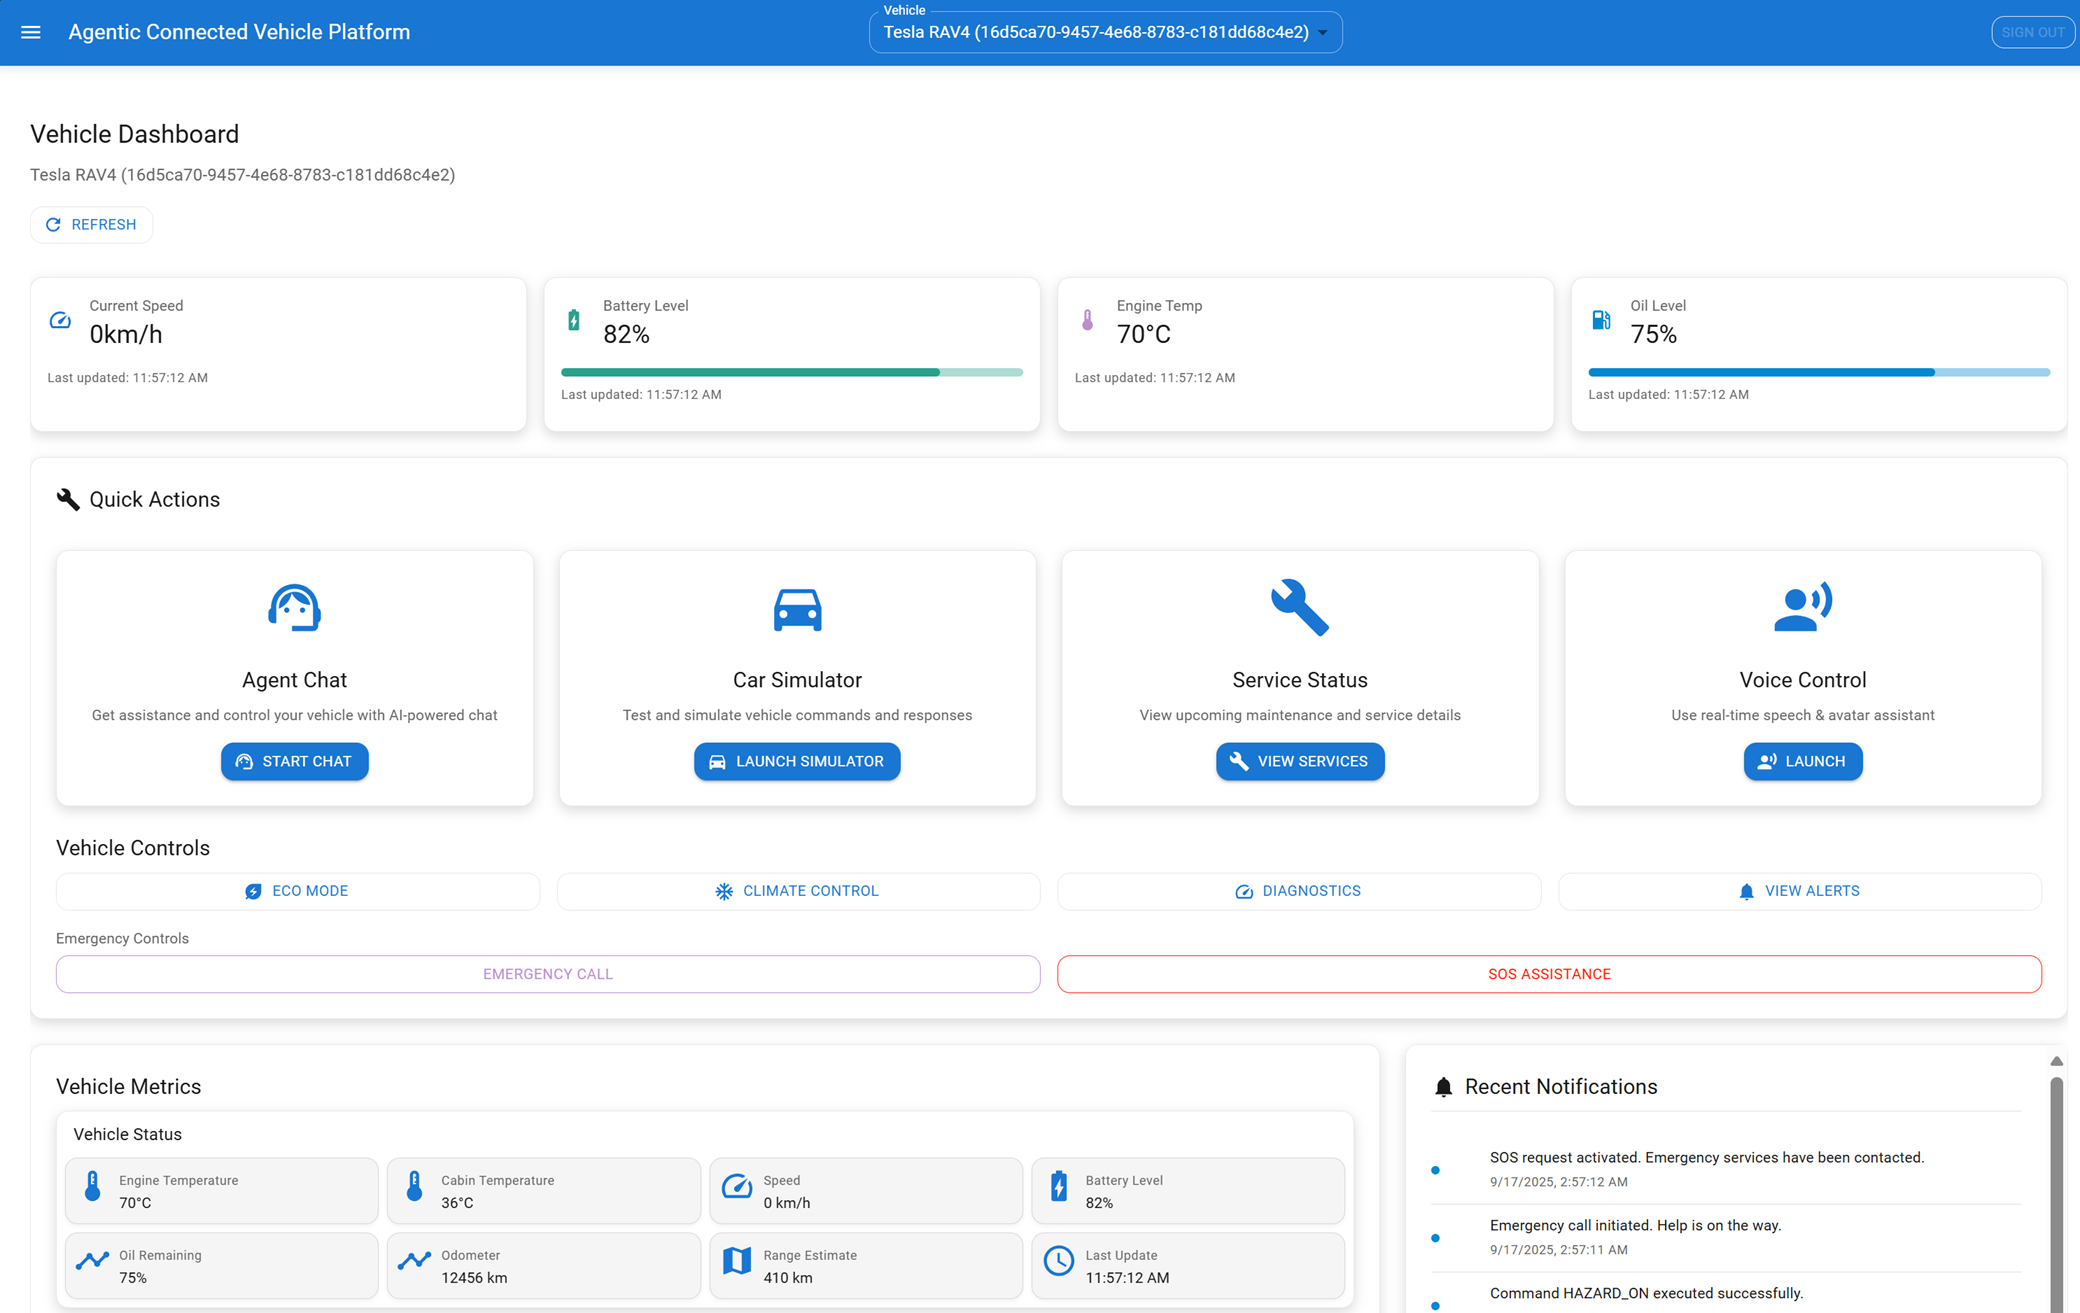 Agentic Connected Vehicle Platform
Vehicle
Tesla RAV4 (16d5ca70-9457-4e68-8783-c181dd68c4e2)
SIGN OUT
Vehicle Dashboard
Tesla RAV4 (16d5ca70-9457-4e68-8783-c181dd68c4e2)
REFRESH
Current Speed
0km/h
Last updated: 11:57:12 AM
Battery Level
82%
Last updated: 11:57:12 AM
Engine Temp
70°C
Last updated: 11:57:12 AM
Oil Level
75%
Last updated: 11:57:12 AM
Quick Actions
Agent Chat
Get assistance and control your vehicle with AI-powered chat
START CHAT
Car Simulator
Test and simulate vehicle commands and responses
LAUNCH SIMULATOR
Service Status
View upcoming maintenance and service details
VIEW SERVICES
Voice Control
Use real-time speech & avatar assistant
LAUNCH
Vehicle Controls
ECO MODE
CLIMATE CONTROL
DIAGNOSTICS
VIEW ALERTS
Emergency Controls
EMERGENCY CALL
SOS ASSISTANCE
Vehicle Metrics
Vehicle Status
Engine Temperature
70°C
Cabin Temperature
36°C
Speed
0 km/h
Battery Level
82%
Oil Remaining
75%
Odometer
12456 km
Range Estimate
410 km
Last Update
11:57:12 AM
Recent Notifications
SOS request activated. Emergency services have been contacted.
9/17/2025, 2:57:12 AM
Emergency call initiated. Help is on the way.
9/17/2025, 2:57:11 AM
Command HAZARD_ON executed successfully.